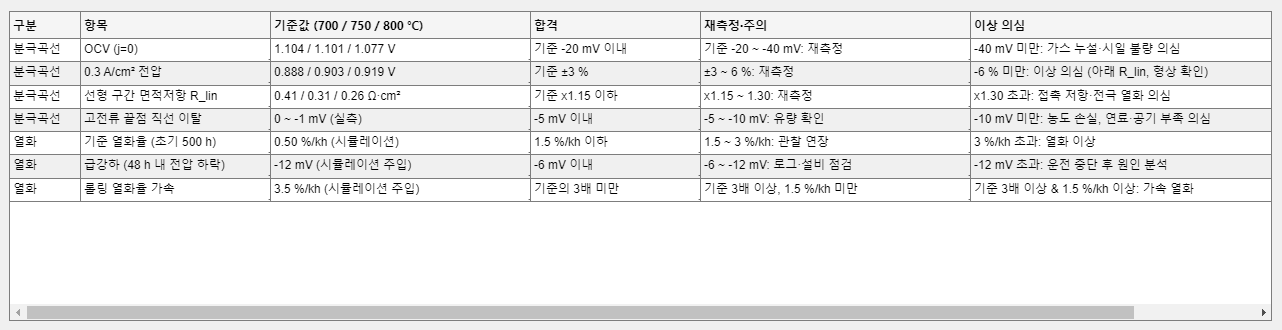 구분 항목 기준값 (700 / 750 / 800 °C) 합격 재측정·주의 이상 의심
분극곡선 OCV (j=0) 1.104 / 1.101 / 1.077 V 기준 -20 mV 이내 기준 -20 ~ -40 mV: 재측정 -40 mV 미만: 가스 누설·시일 불량 의심
분극곡선 0.3 A/cm² 전압 0.888 / 0.903 / 0.919 V 기준 ±3 % ±3 ~ 6 %: 재측정 -6 % 미만: 이상 의심 (아래 R_lin, 형상 확인)
분극곡선 선형 구간 면적저항 R_lin 0.41 / 0.31 / 0.26 Ω·cm² 기준 x1.15 이하 x1.15 ~ 1.30: 재측정 x1.30 초과: 접촉 저항·전극 열화 의심
분극곡선 고전류 끝점 직선 이탈 0 ~ -1 mV (실측) -5 mV 이내 -5 ~ -10 mV: 유량 확인 -10 mV 미만: 농도 손실, 연료·공기 부족 의심
열화 기준 열화율 (초기 500 h) 0.50 %/kh (시뮬레이션) 1.5 %/kh 이하 1.5 ~ 3 %/kh: 관찰 연장 3 %/kh 초과: 열화 이상
열화 급강하 (48 h 내 전압 하락) -12 mV (시뮬레이션 주입) -6 mV 이내 -6 ~ -12 mV: 로그·설비 점검 -12 mV 초과: 운전 중단 후 원인 분석
열화 롤링 열화율 가속 3.5 %/kh (시뮬레이션 주입) 기준의 3배 미만 기준 3배 이상, 1.5 %/kh 미만 기준 3배 이상 & 1.5 %/kh 이상: 가속 열화